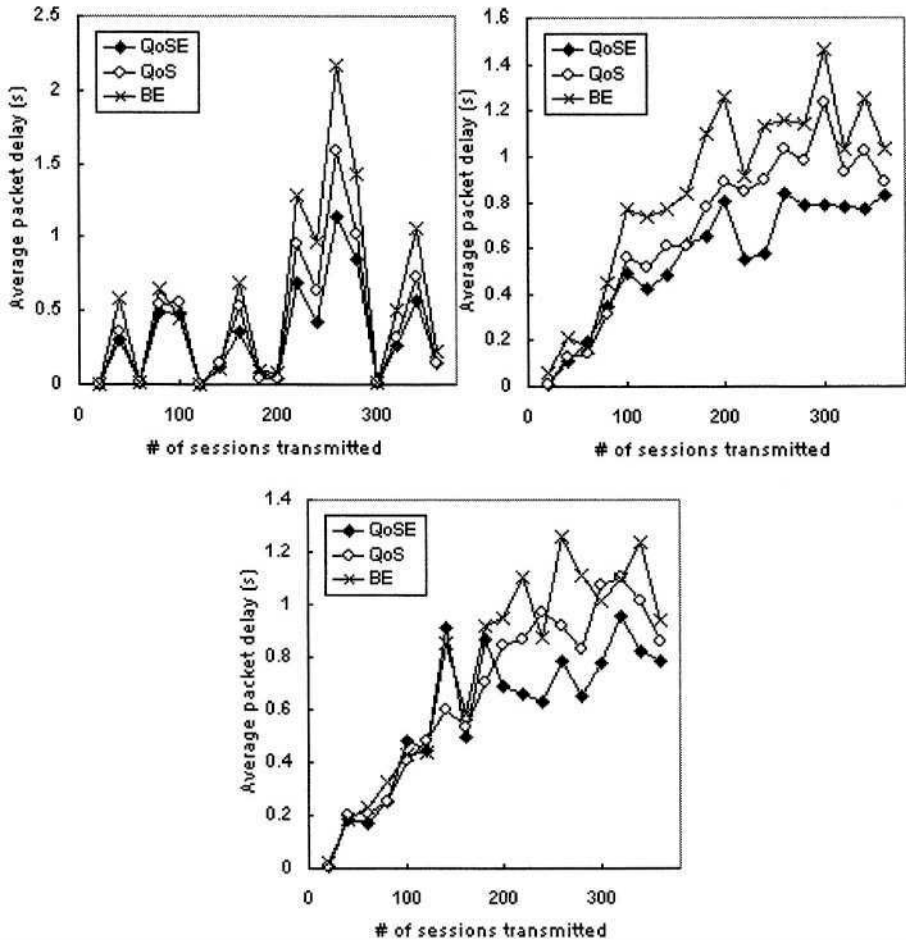 QoSE
QoS
BE
Average packet delay (s)
2.5
2
1.5
1
0.5
0
0
100
200
300
# of sessions transmitted
QoSE
QoS
BE
Average packet delay (s)
1.6
1.4
1.2
1
0.8
0.6
0.4
0.2
0
0
100
200
300
# of sessions transmitted
QoSE
QoS
BE
Average packet delay (s)
1.4
1.2
1
0.8
0.6
0.4
0.2
0
0
100
200
300
# of sessions transmitted